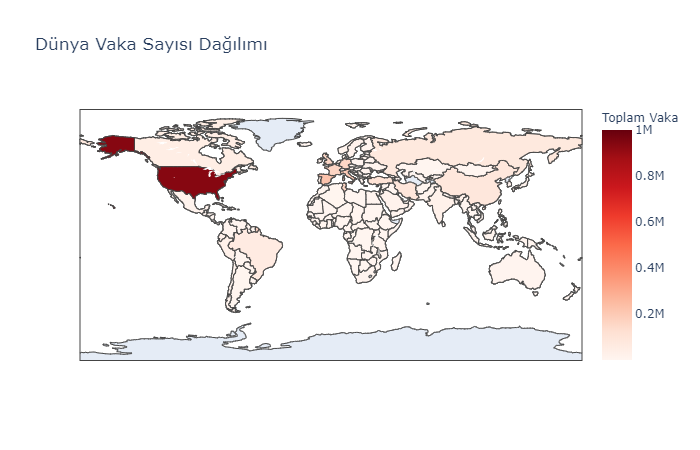 Dünya Vaka Sayısı Dağılımı
Toplam Vaka
1M
0.8M
0.6M
0.4M
0.2M